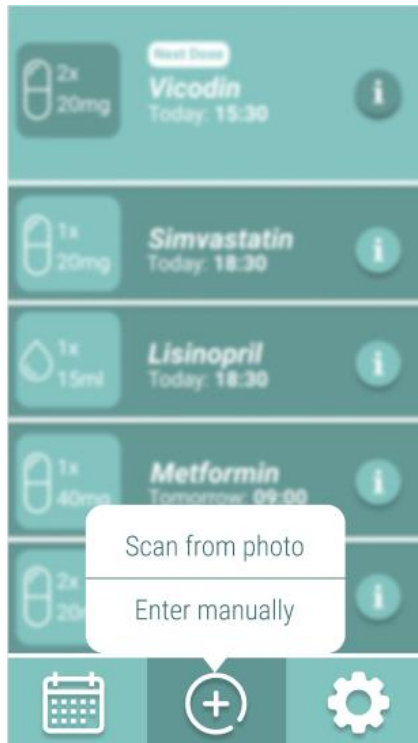 Next Dose
2x
20mg
Vicodin
Today: 15:30
i
1x
20mg
Simvastatin
Today: 18:30
i
1x
15ml
Lisinopril
Today: 18:30
i
1x
40mg
Metformin
Tomorrow: 09:00
i
2x
i
Scan from photo
Enter manually